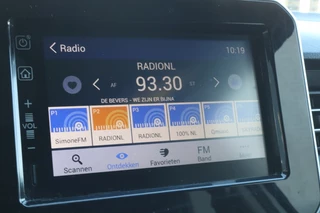 Radio
10:19
RADIONL
AF
93.30
DE BEVERS - WE ZIJN ER BIJNA
P1
P2
P3
P4
P5
VOL
SimoneFM
RADIONL
RADIONL
100% NL
FM
Scannen
Ontdekken
Favorieten
Band